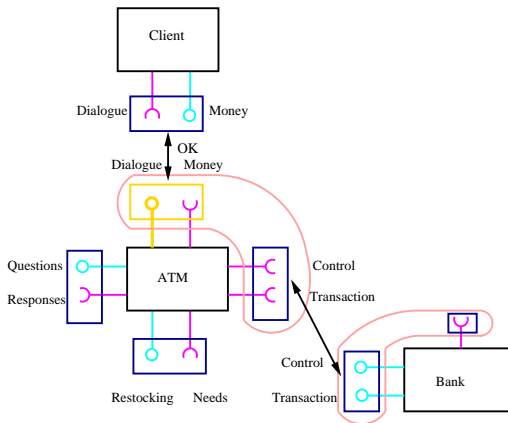 Client
Dialogue Money
OK
Dialogue Money
Questions
Responses
ATM
Control
Transaction
Restocking Needs
Control
Transaction
Bank